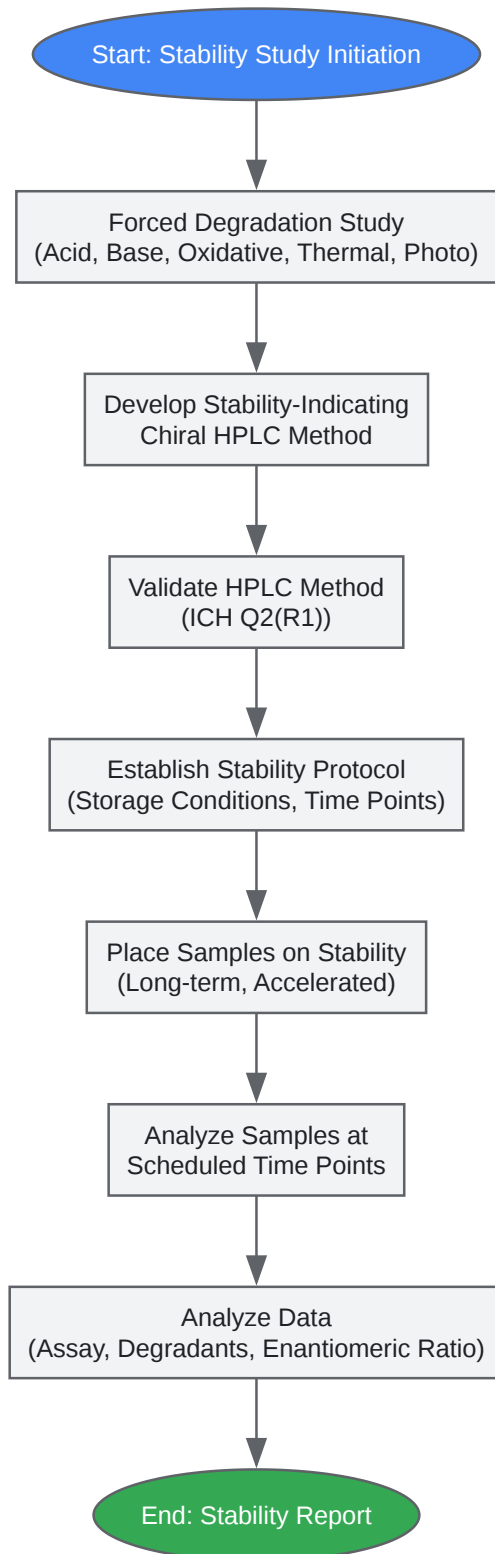 Start: Stability Study Initiation
Forced Degradation Study
(Acid, Base, Oxidative, Thermal, Photo)
Develop Stability-Indicating
Chiral HPLC Method
Validate HPLC Method
(ICH Q2(R1))
Establish Stability Protocol
(Storage Conditions, Time Points)
Place Samples on Stability
(Long-term, Accelerated)
Analyze Samples at
Scheduled Time Points
Analyze Data
(Assay, Degradants, Enantiomeric Ratio)
End: Stability Report